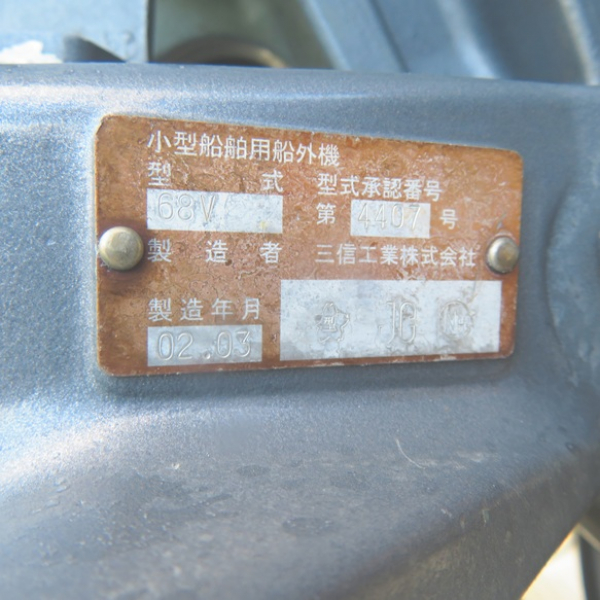 小型船舶用船外機
型式 型式承認番号
68V 第 4407 号
製造者 三信工業株式会社
製造年月
02.03